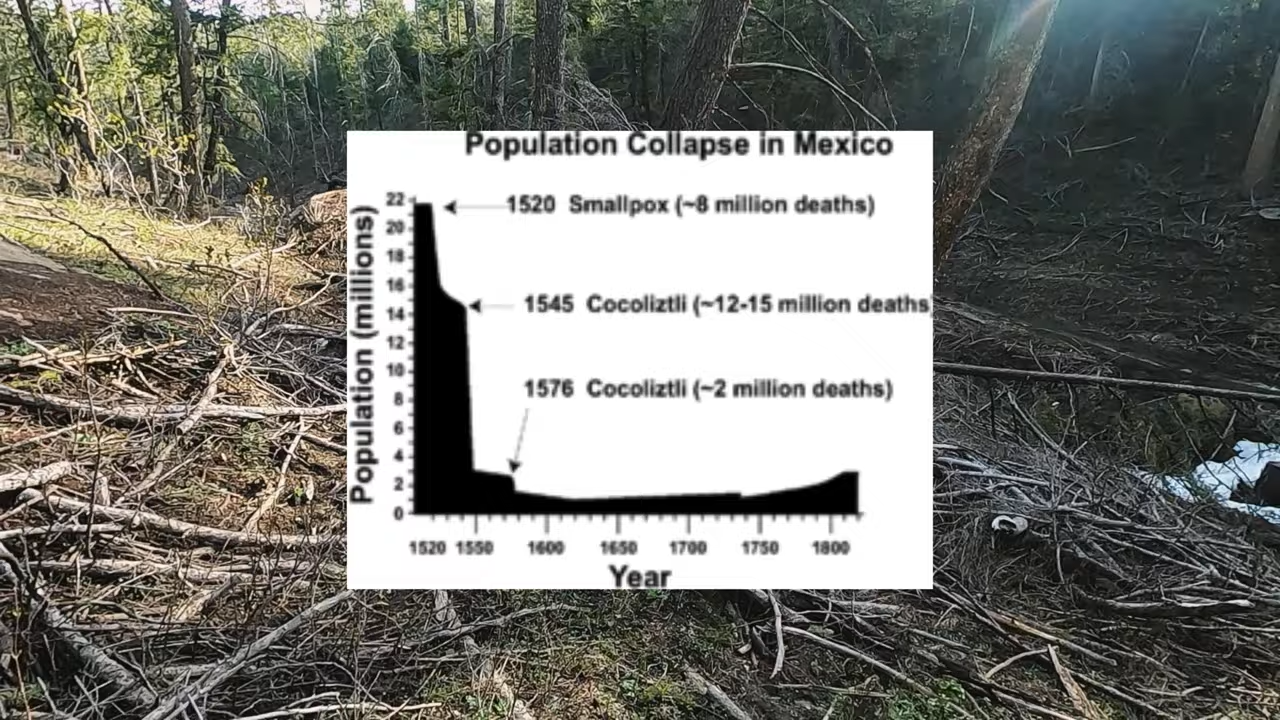 Population Collapse in Mexico
22
1520 Smallpox (~8 million deaths)
20
18
16
1545 Cocoliztli (~12-15 million deaths)
14
12
10
1576 Cocoliztli (~2 million deaths)
8
6
4
2
0
Population (millions)
1520 1550 1600 1650 1700 1750 1800
Year